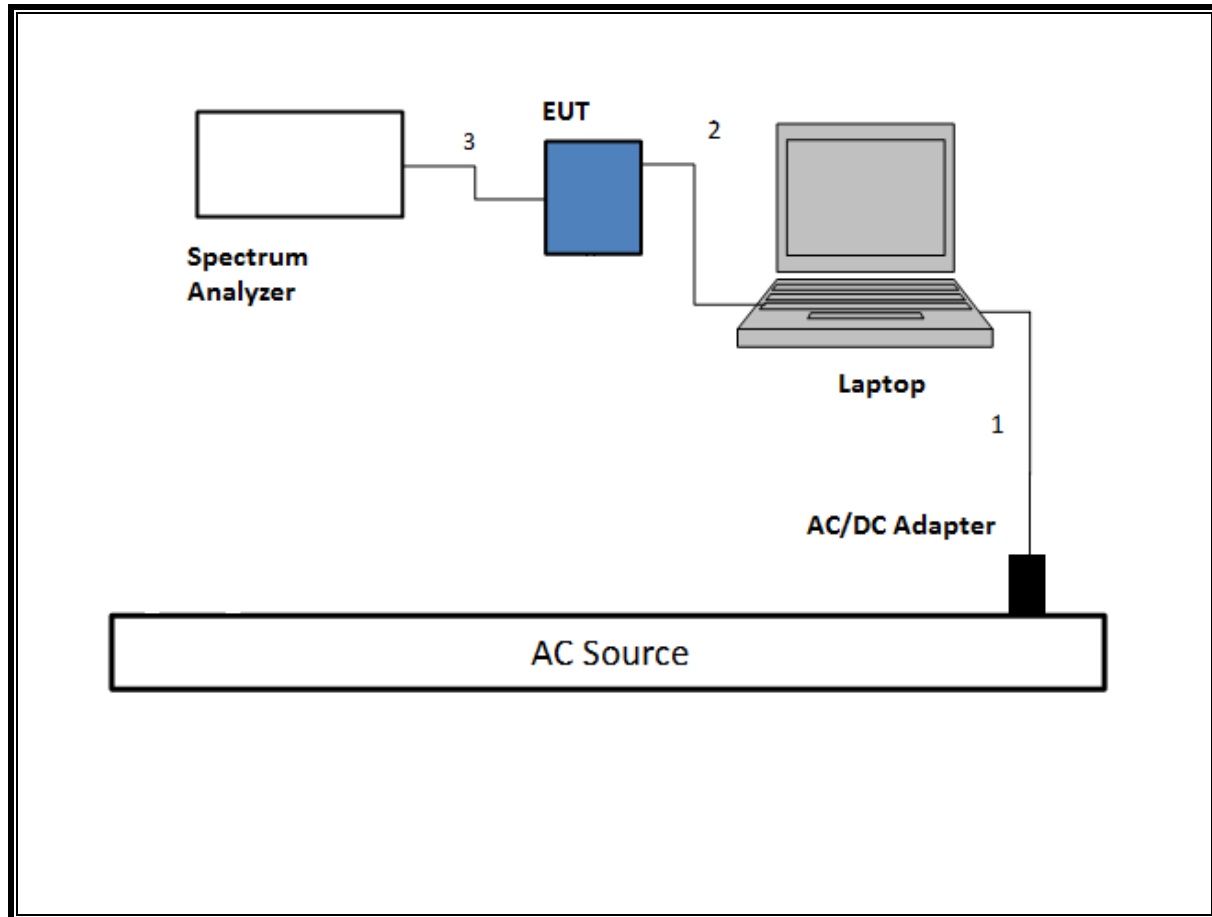 EUT
3
2
Spectrum
Analyzer
Laptop
1
AC/DC Adapter
AC Source